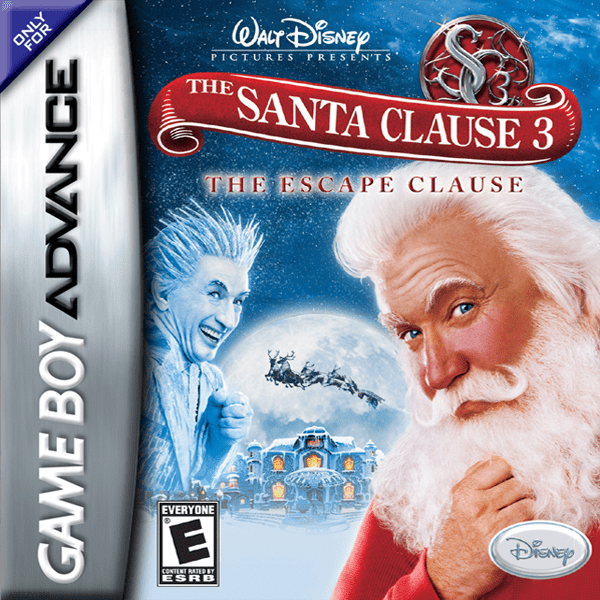 ONLY
FOR
GAME BOY ADVANCE
WALT DISNEY
PICTURES PRESENTS
SC3
THE SANTA CLAUSE 3
THE ESCAPE CLAUSE
EVERYONE
E
®
CONTENT RATED BY
ESRB
Disney